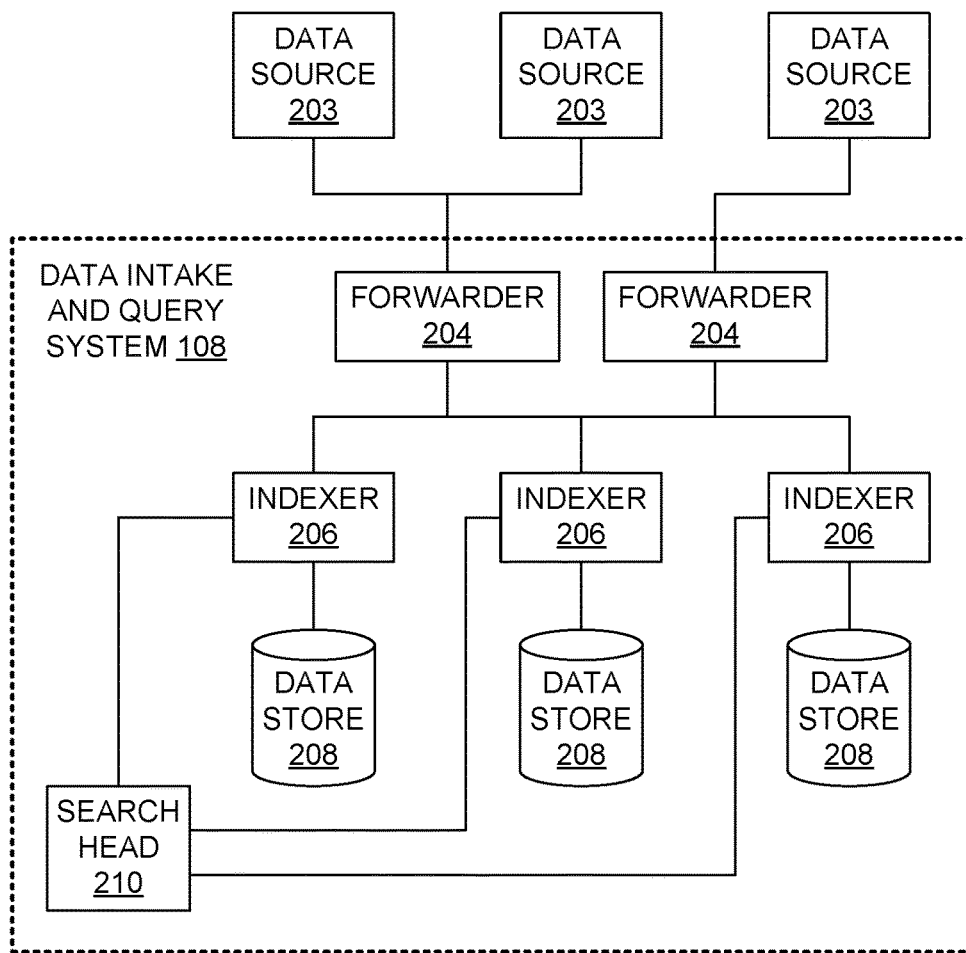 DATA
SOURCE
203
DATA
SOURCE
203
DATA
SOURCE
203
DATA INTAKE
AND QUERY
SYSTEM 108
FORWARDER
204
FORWARDER
204
INDEXER
206
INDEXER
206
INDEXER
206
DATA
STORE
208
DATA
STORE
208
DATA
STORE
208
SEARCH
HEAD
210